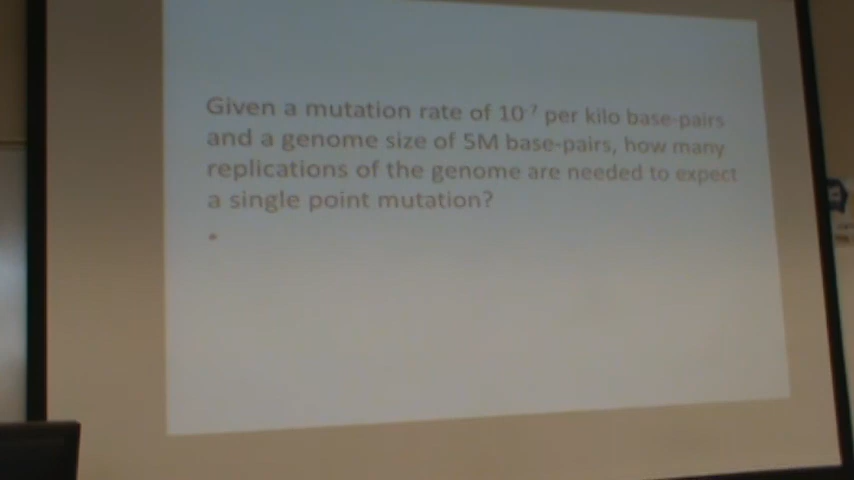 Given a mutation rate of 10⁻⁷ per kilo base-pairs
and a genome size of 5M base-pairs, how many
replications of the genome are needed to expect
a single point mutation?
•